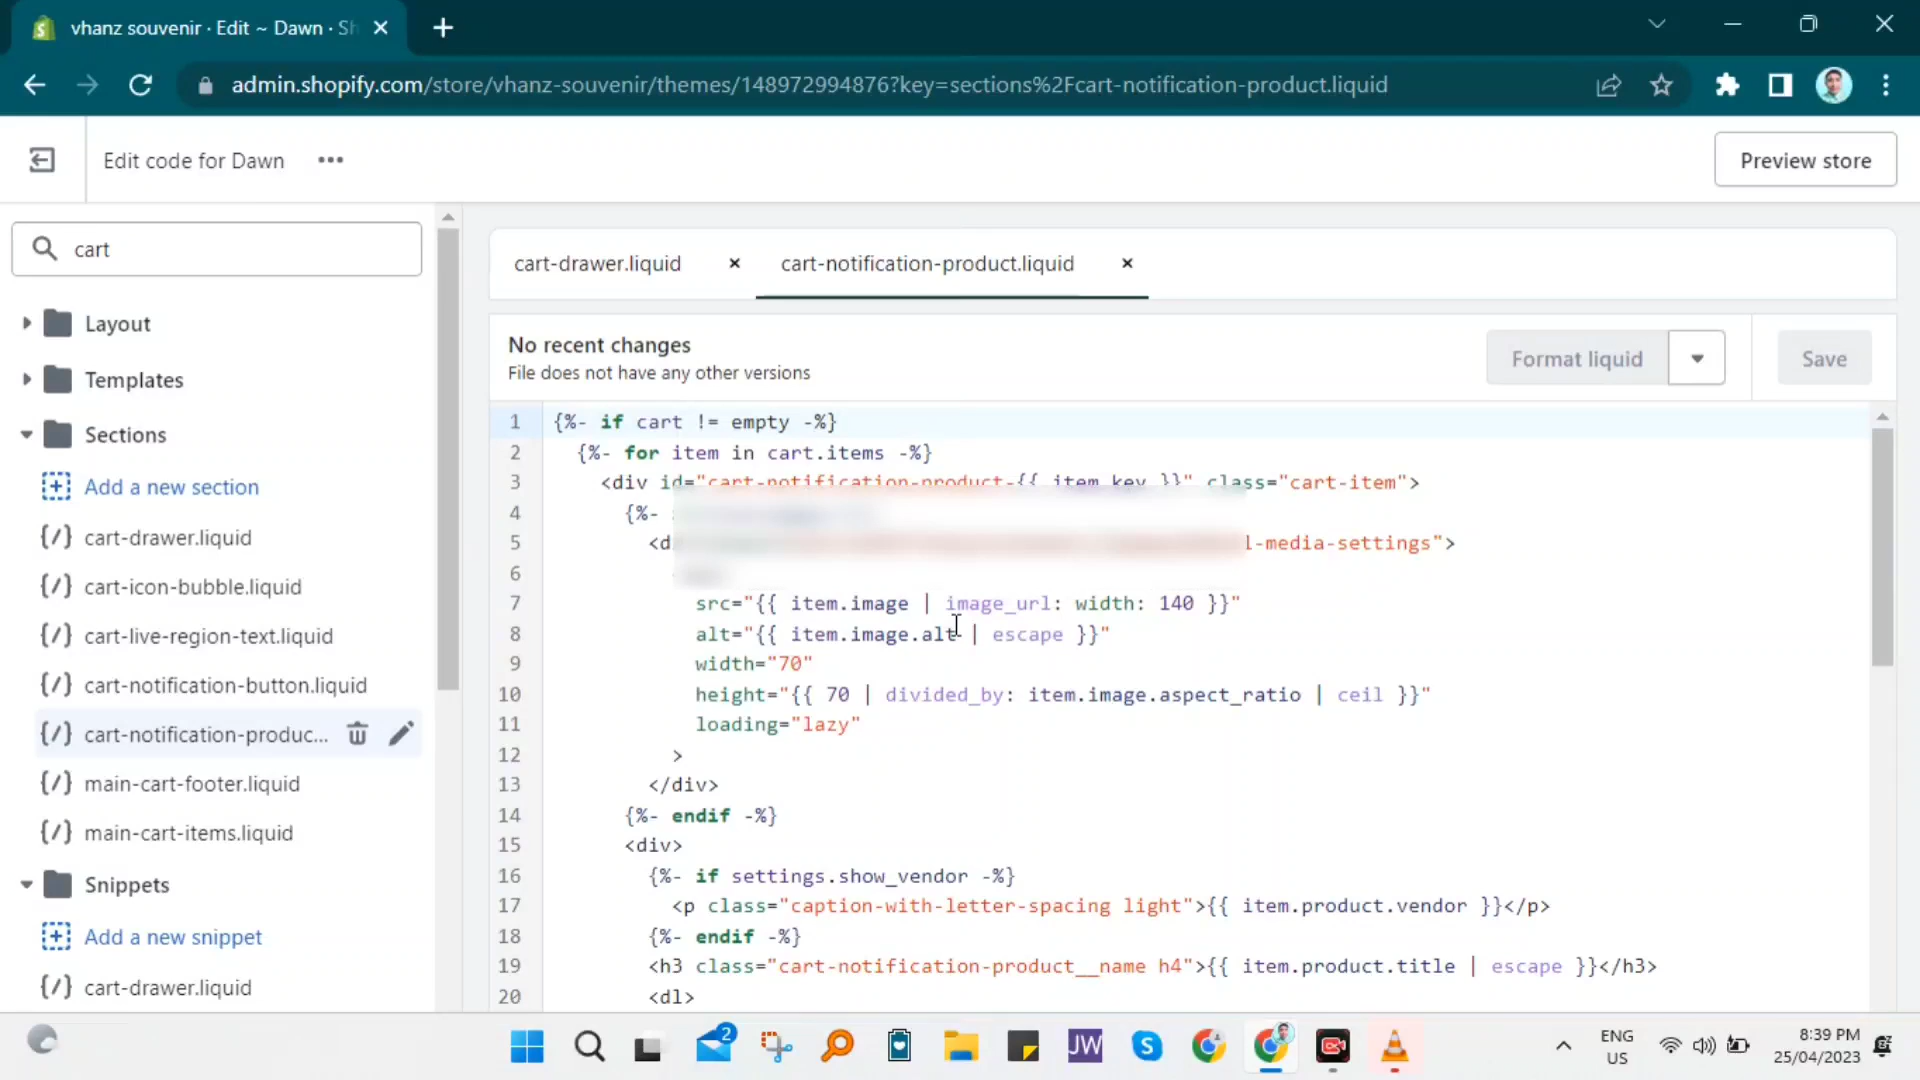 vhanz souvenir · Edit ~ Dawn · Sh
admin.shopify.com/store/vhanz-souvenir/themes/148972994876?key=sections%2Fcart-notification-product.liquid
Edit code for Dawn
Preview store
cart
Layout
Templates
Sections
Add a new section
{/} cart-drawer.liquid
{/} cart-icon-bubble.liquid
{/} cart-live-region-text.liquid
{/} cart-notification-button.liquid
{/} cart-notification-produc...
{/} main-cart-footer.liquid
{/} main-cart-items.liquid
Snippets
Add a new snippet
{/} cart-drawer.liquid
cart-drawer.liquid
cart-notification-product.liquid
No recent changes
File does not have any other versions
Format liquid
Save
1 {%- if cart != empty -%}
2 {%- for item in cart.items -%}
3 <div id="cart-notification-product-{{ item.key }}" class="cart-item">
4 {%-
5 l-media-settings">
6
7 src="{{ item.image | image_url: width: 140 }}"
8 alt="{{ item.image.alt | escape }}"
9 width="70"
10 height="{{ 70 | divided_by: item.image.aspect_ratio | ceil }}"
11 loading="lazy"
12 >
13 </div>
14 {%- endif -%}
15 <div>
16 {%- if settings.show_vendor -%}
17 <p class="caption-with-letter-spacing light">{{ item.product.vendor }}</p>
18 {%- endif -%}
19 <h3 class="cart-notification-product__name h4">{{ item.product.title | escape }}</h3>
20 <dl>
2
JW
S
ENG
US
8:39 PM
25/04/2023